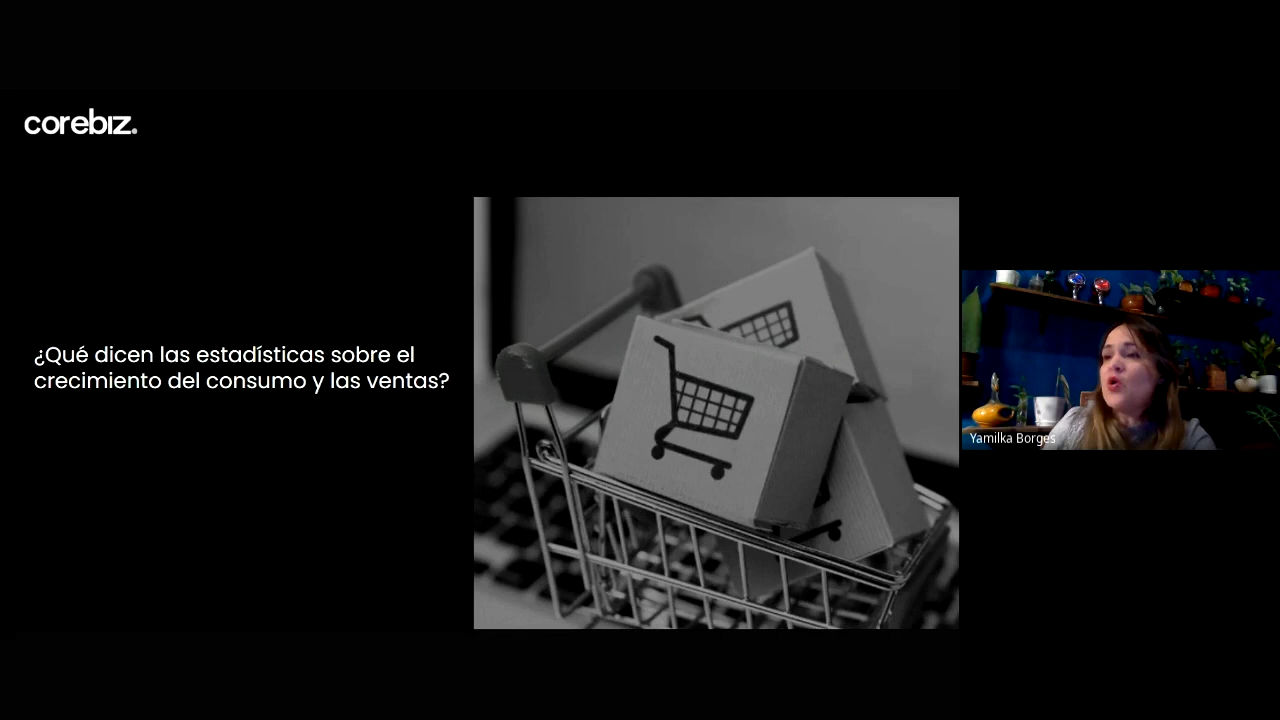 corebiz.
¿Qué dicen las estadísticas sobre el
crecimiento del consumo y las ventas?
Yamilka Borges